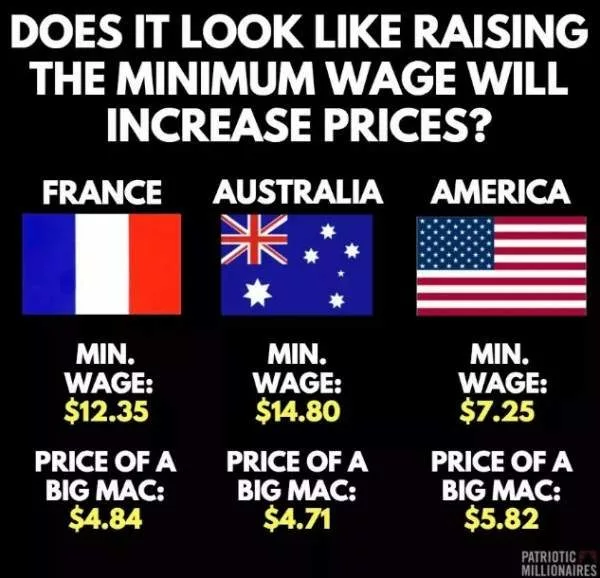 DOES IT LOOK LIKE RAISING
THE MINIMUM WAGE WILL
INCREASE PRICES?
FRANCE
AUSTRALIA
AMERICA
MIN.
WAGE:
$12.35
MIN.
WAGE:
$14.80
MIN.
WAGE:
$7.25
PRICE OF A
BIG MAC:
$4.84
PRICE OF A
BIG MAC:
$4.71
PRICE OF A
BIG MAC:
$5.82
PATRIOTIC
MILLIONAIRES